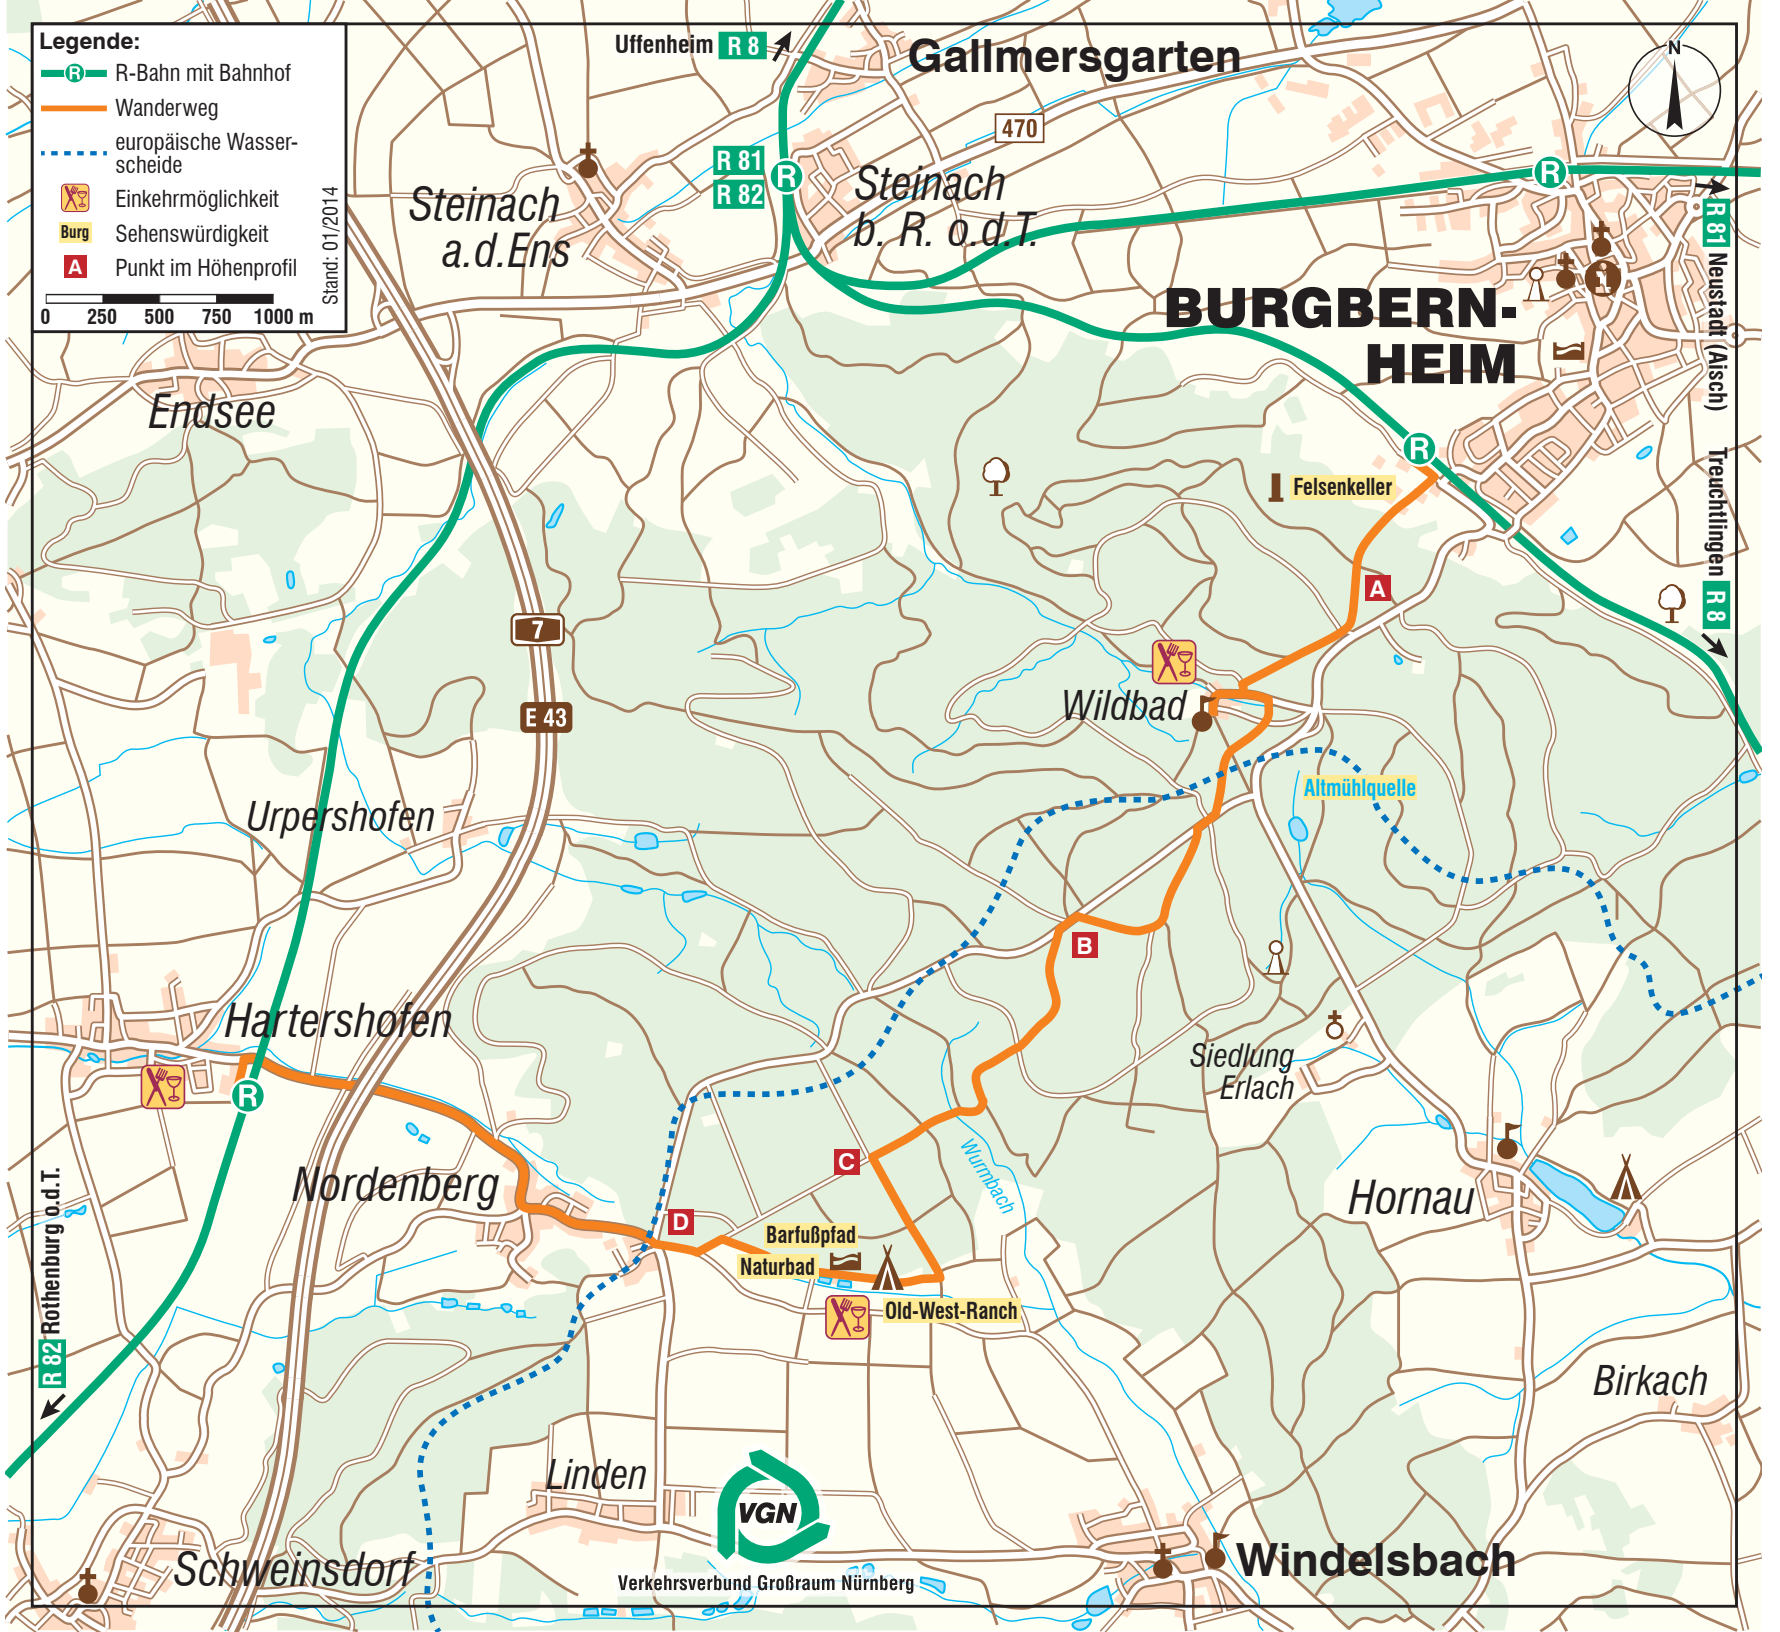 Legende:
R R-Bahn mit Bahnhof
Wanderweg
europäische Wasser-
scheide
Einkehrmöglichkeit
Burg Sehenswürdigkeit
A Punkt im Höhenprofil
0 250 500 750 1000 m
Stand: 01/2014
Uffenheim R 8
Gallmersgarten
N
470
R 81
R 82
R
R
Steinach
a.d.Ens
Steinach
b. R. o.d.T.
R 81 Neustadt (Aisch)
i
BURGBERN-
HEIM
Endsee
R
Treuchtlingen R 8
Felsenkeller
A
7
E 43
Wildbad
Altmühlquelle
Urpershofen
B
Hartershofen
R
Siedlung
Erlach
Wurmbach
C
Nordenberg
Hornau
D
Barfußpfad
Naturbad
Old-West-Ranch
R 82 Rothenburg o.d.T.
Birkach
Linden
VGN
Verkehrsverbund Großraum Nürnberg
Schweinsdorf
Windelsbach